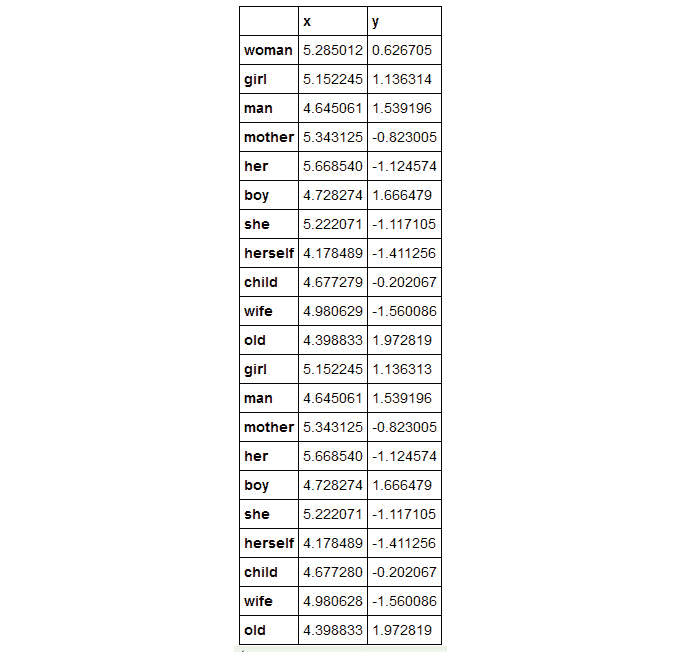 x y
woman 5.285012 0.626705
girl 5.152245 1.136314
man 4.645061 1.539196
mother 5.343125 -0.823005
her 5.668540 -1.124574
boy 4.728274 1.666479
she 5.222071 -1.117105
herself 4.178489 -1.411256
child 4.677279 -0.202067
wife 4.980629 -1.560086
old 4.398833 1.972819
girl 5.152245 1.136313
man 4.645061 1.539196
mother 5.343125 -0.823005
her 5.668540 -1.124574
boy 4.728274 1.666479
she 5.222071 -1.117105
herself 4.178489 -1.411256
child 4.677280 -0.202067
wife 4.980628 -1.560086
old 4.398833 1.972819